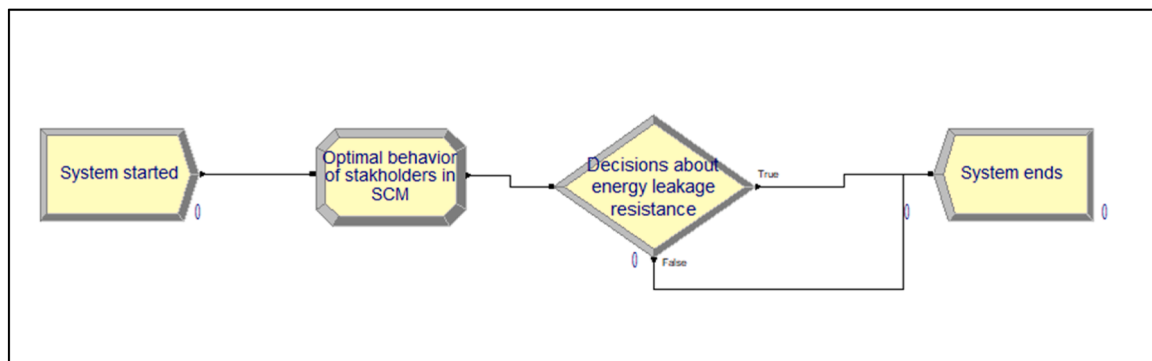 System started
0
Optimal behavior
of stakholders in
SCM
Decisions about
energy leakage
resistance
True
0
False
0
System ends
0